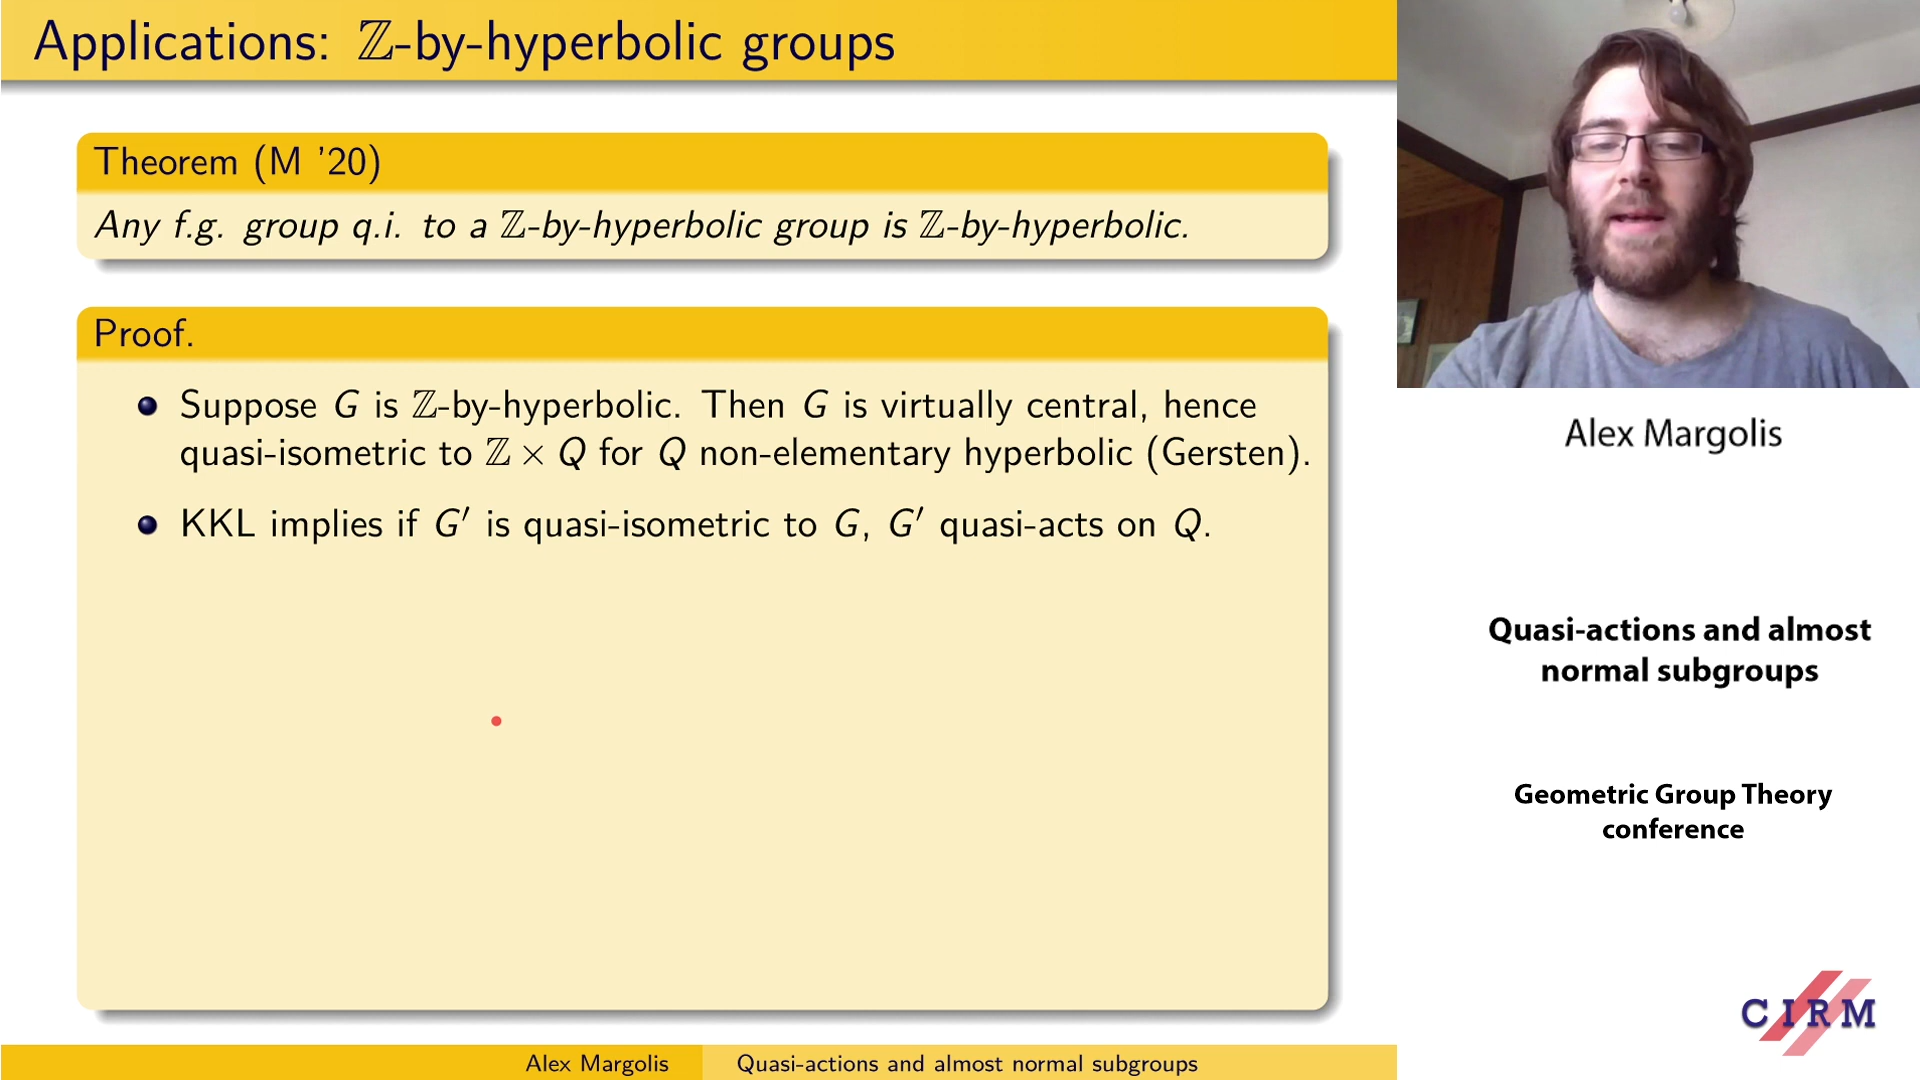 Applications: ℤ-by-hyperbolic groups
Theorem (M '20)
Any f.g. group q.i. to a ℤ-by-hyperbolic group is ℤ-by-hyperbolic.
Proof.
Suppose G is ℤ-by-hyperbolic. Then G is virtually central, hence
quasi-isometric to ℤ × Q for Q non-elementary hyperbolic (Gersten).
KKL implies if G′ is quasi-isometric to G, G′ quasi-acts on Q.
Alex Margolis
Quasi-actions and almost normal subgroups
Alex Margolis
Quasi-actions and almost
normal subgroups
Geometric Group Theory
conference
CIRM